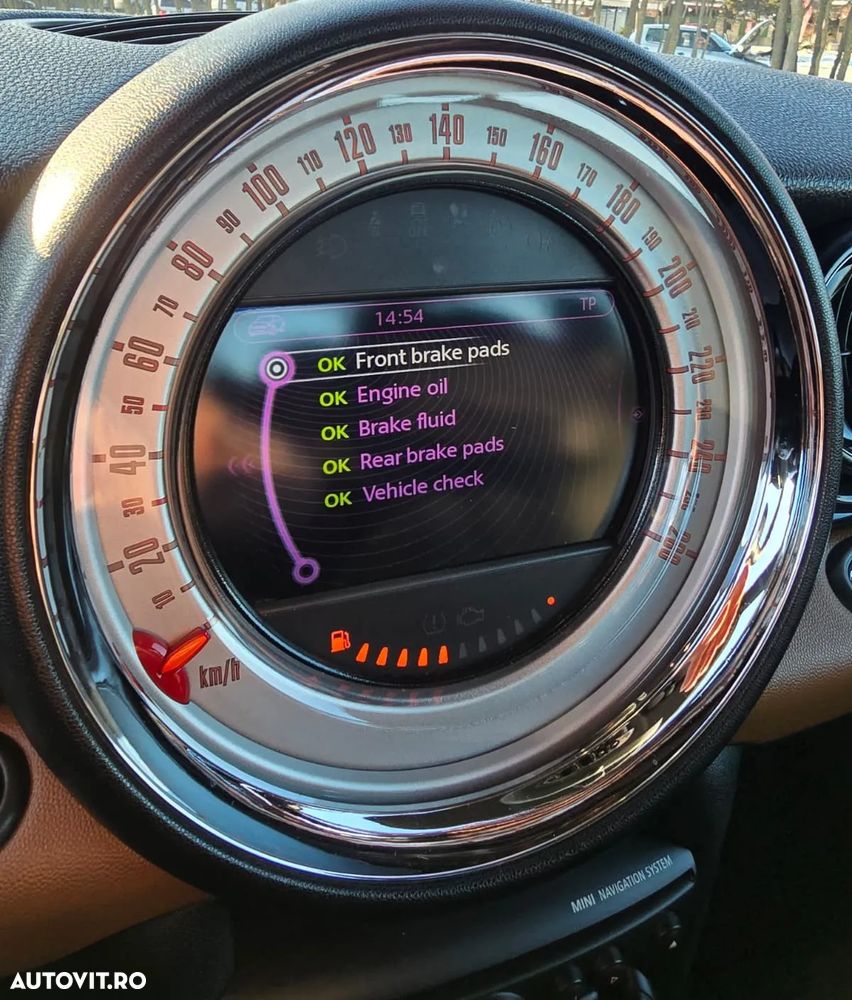 140
130
150
120
160
110
170
100
180
90
190
80
200
70
210
60
220
50
40
240
30
20
10
km/h
14:54
TP
OK Front brake pads
OK Engine oil
OK Brake fluid
OK Rear brake pads
OK Vehicle check
MINI NAVIGATION SYSTEM
AUTOVIT.RO